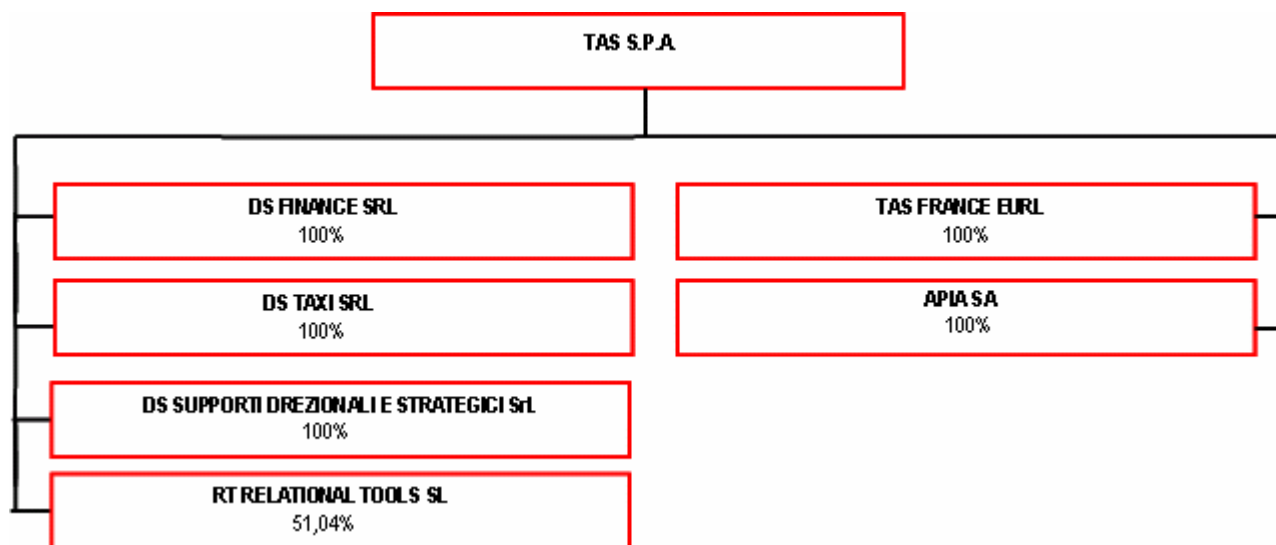 TAS S.P.A.
DS FINANCE SRL
100%
TAS FRANCE EURL
100%
DS TAXI SRL
100%
APIA SA
100%
DS SUPPORTI DREZIONALI E STRATEGICI SrL
100%
RT RELATIONAL TOOLS SL
51,04%